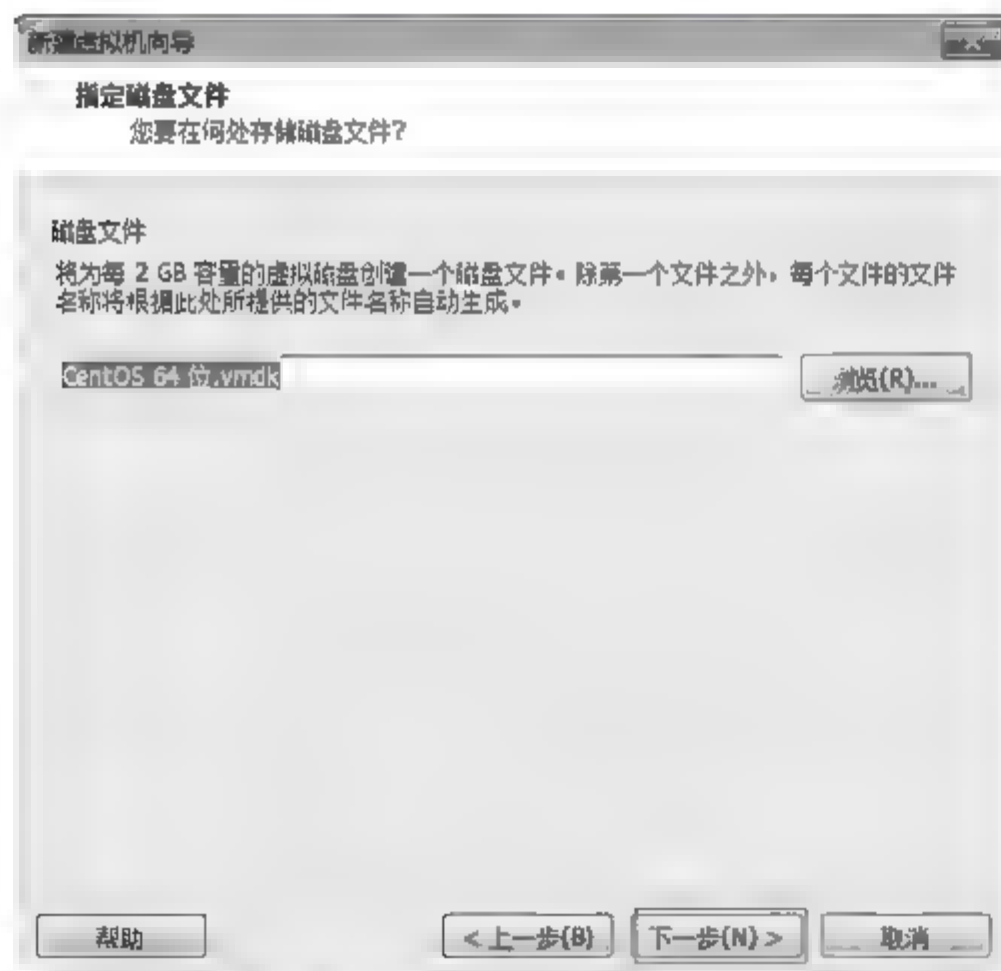 新建虚拟机向导
指定磁盘文件
您要在何处存储磁盘文件?
磁盘文件
将为每 2 GB 容量的虚拟磁盘创建一个磁盘文件。除第一个文件之外，每个文件的文件
名称将根据此处所提供的文件名称自动生成。
CentOS 64 位.vmdk
浏览(R)...
帮助
< 上一步(B)
下一步(N) >
取消